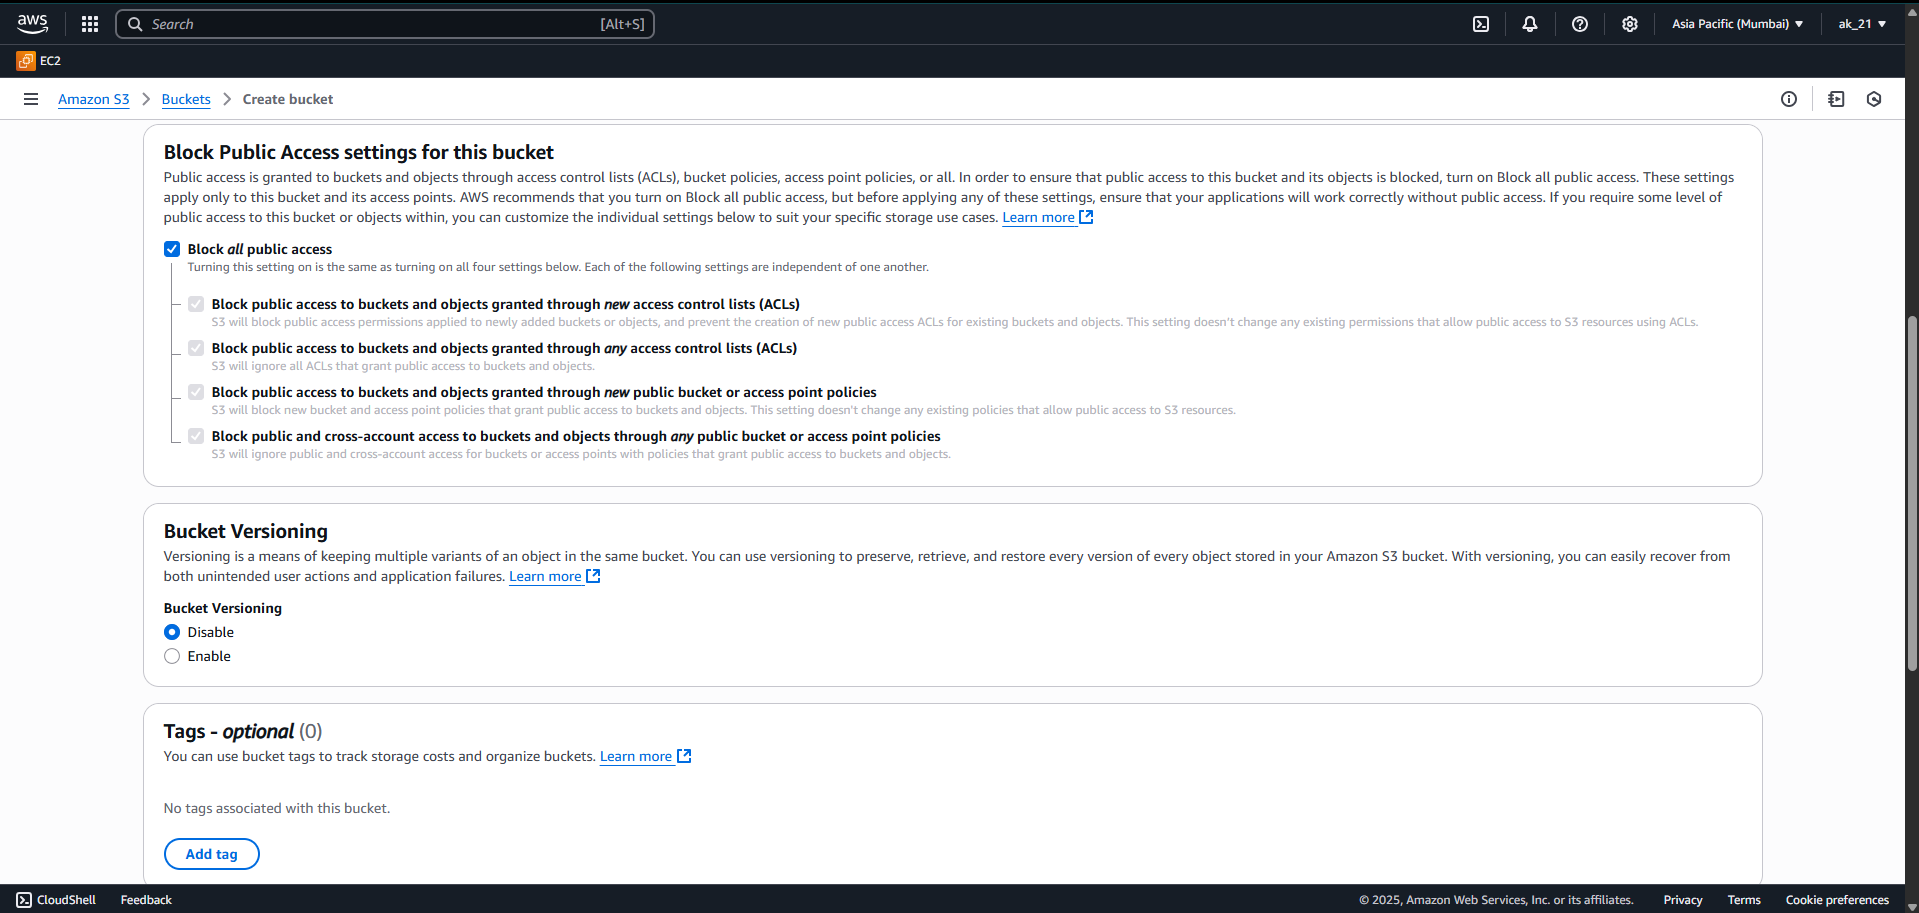 aws
Search
[Alt+S]
Asia Pacific (Mumbai)
ak_21
EC2
Amazon S3
Buckets
Create bucket
Block Public Access settings for this bucket
Public access is granted to buckets and objects through access control lists (ACLs), bucket policies, access point policies, or all. In order to ensure that public access to this bucket and its objects is blocked, turn on Block all public access. These settings
apply only to this bucket and its access points. AWS recommends that you turn on Block all public access, but before applying any of these settings, ensure that your applications will work correctly without public access. If you require some level of
public access to this bucket or objects within, you can customize the individual settings below to suit your specific storage use cases. Learn more
Block all public access
Turning this setting on is the same as turning on all four settings below. Each of the following settings are independent of one another.
Block public access to buckets and objects granted through new access control lists (ACLs)
S3 will block public access permissions applied to newly added buckets or objects, and prevent the creation of new public access ACLs for existing buckets and objects. This setting doesn't change any existing permissions that allow public access to S3 resources using ACLs.
Block public access to buckets and objects granted through any access control lists (ACLs)
S3 will ignore all ACLs that grant public access to buckets and objects.
Block public access to buckets and objects granted through new public bucket or access point policies
S3 will block new bucket and access point policies that grant public access to buckets and objects. This setting doesn't change any existing policies that allow public access to S3 resources.
Block public and cross-account access to buckets and objects through any public bucket or access point policies
S3 will ignore public and cross-account access for buckets or access points with policies that grant public access to buckets and objects.
Bucket Versioning
Versioning is a means of keeping multiple variants of an object in the same bucket. You can use versioning to preserve, retrieve, and restore every version of every object stored in your Amazon S3 bucket. With versioning, you can easily recover from
both unintended user actions and application failures. Learn more
Bucket Versioning
Disable
Enable
Tags - optional (0)
You can use bucket tags to track storage costs and organize buckets. Learn more
No tags associated with this bucket.
Add tag
CloudShell
Feedback
© 2025, Amazon Web Services, Inc. or its affiliates.
Privacy
Terms
Cookie preferences